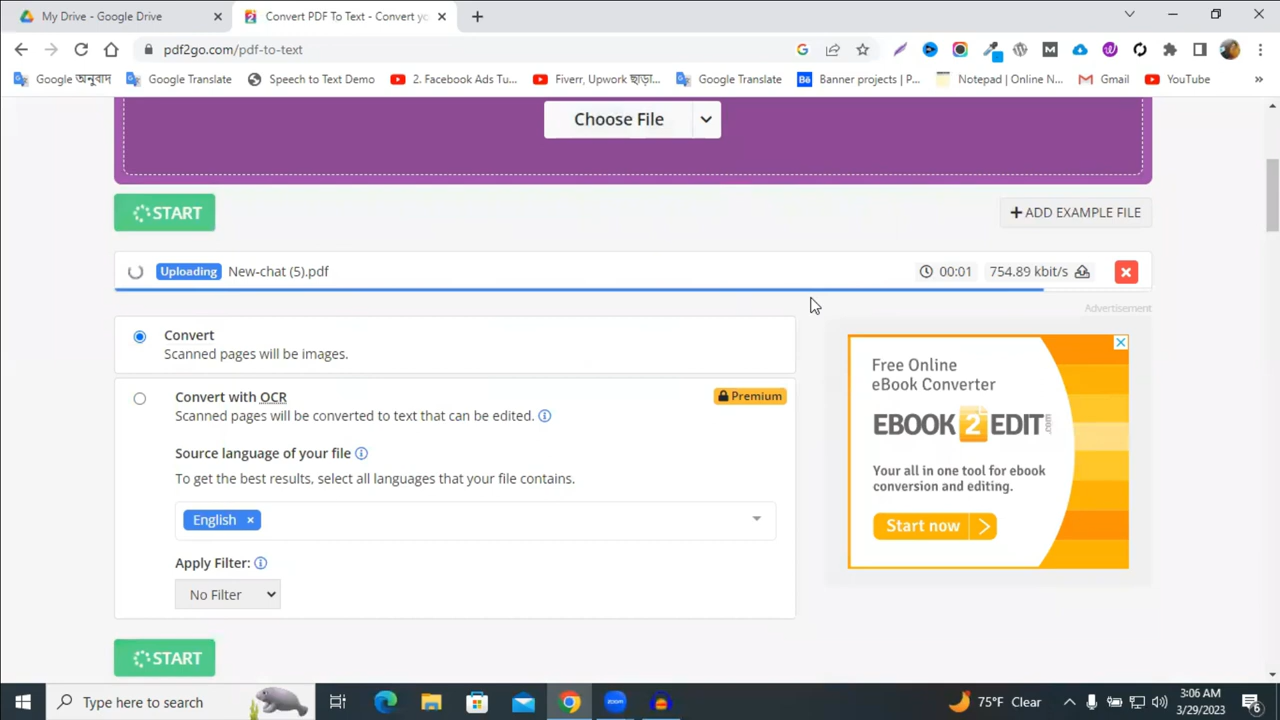 My Drive - Google Drive
Convert PDF To Text - Convert yo
pdf2go.com/pdf-to-text
Google অনুবাদ
Google Translate
Speech to Text Demo
2. Facebook Ads Tu...
Fiverr, Upwork ছাড়া...
Google Translate
Banner projects | P...
Notepad | Online N...
Gmail
YouTube
Choose File
START
ADD EXAMPLE FILE
Uploading New-chat (5).pdf 00:01 754.89 kbit/s
Advertisement
Convert
Scanned pages will be images.
Convert with OCR
Premium
Scanned pages will be converted to text that can be edited.
Source language of your file
To get the best results, select all languages that your file contains.
English ×
Apply Filter:
No Filter
Free Online
eBook Converter
EBOOK 2 EDIT.com
Your all in one tool for ebook
conversion and editing.
Start now
START
Type here to search
zoom
75°F Clear
3:06 AM
3/29/2023
6